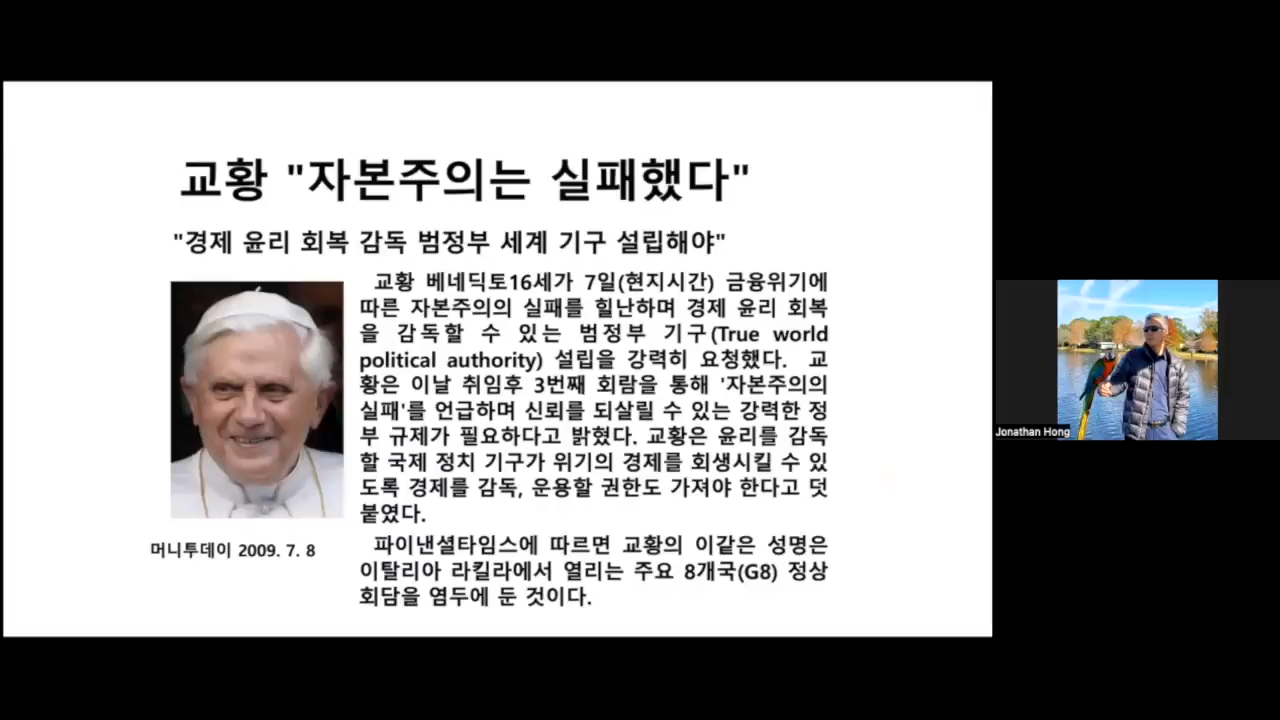 교황 "자본주의는 실패했다"
"경제 윤리 회복 감독 범정부 세계 기구 설립해야"
교황 베네딕토16세가 7일(현지시간) 금융위기에
따른 자본주의의 실패를 힐난하며 경제 윤리 회복
을 감독할 수 있는 범정부 기구(True world
political authority) 설립을 강력히 요청했다. 교
황은 이날 취임후 3번째 회람을 통해 '자본주의의
실패'를 언급하며 신뢰를 되살릴 수 있는 강력한 정
부 규제가 필요하다고 밝혔다. 교황은 윤리를 감독
할 국제 정치 기구가 위기의 경제를 회생시킬 수 있
도록 경제를 감독, 운용할 권한도 가져야 한다고 덧
붙였다.
파이낸셜타임스에 따르면 교황의 이같은 성명은
이탈리아 라킬라에서 열리는 주요 8개국(G8) 정상
회담을 염두에 둔 것이다.
머니투데이 2009. 7. 8
Jonathan Hong